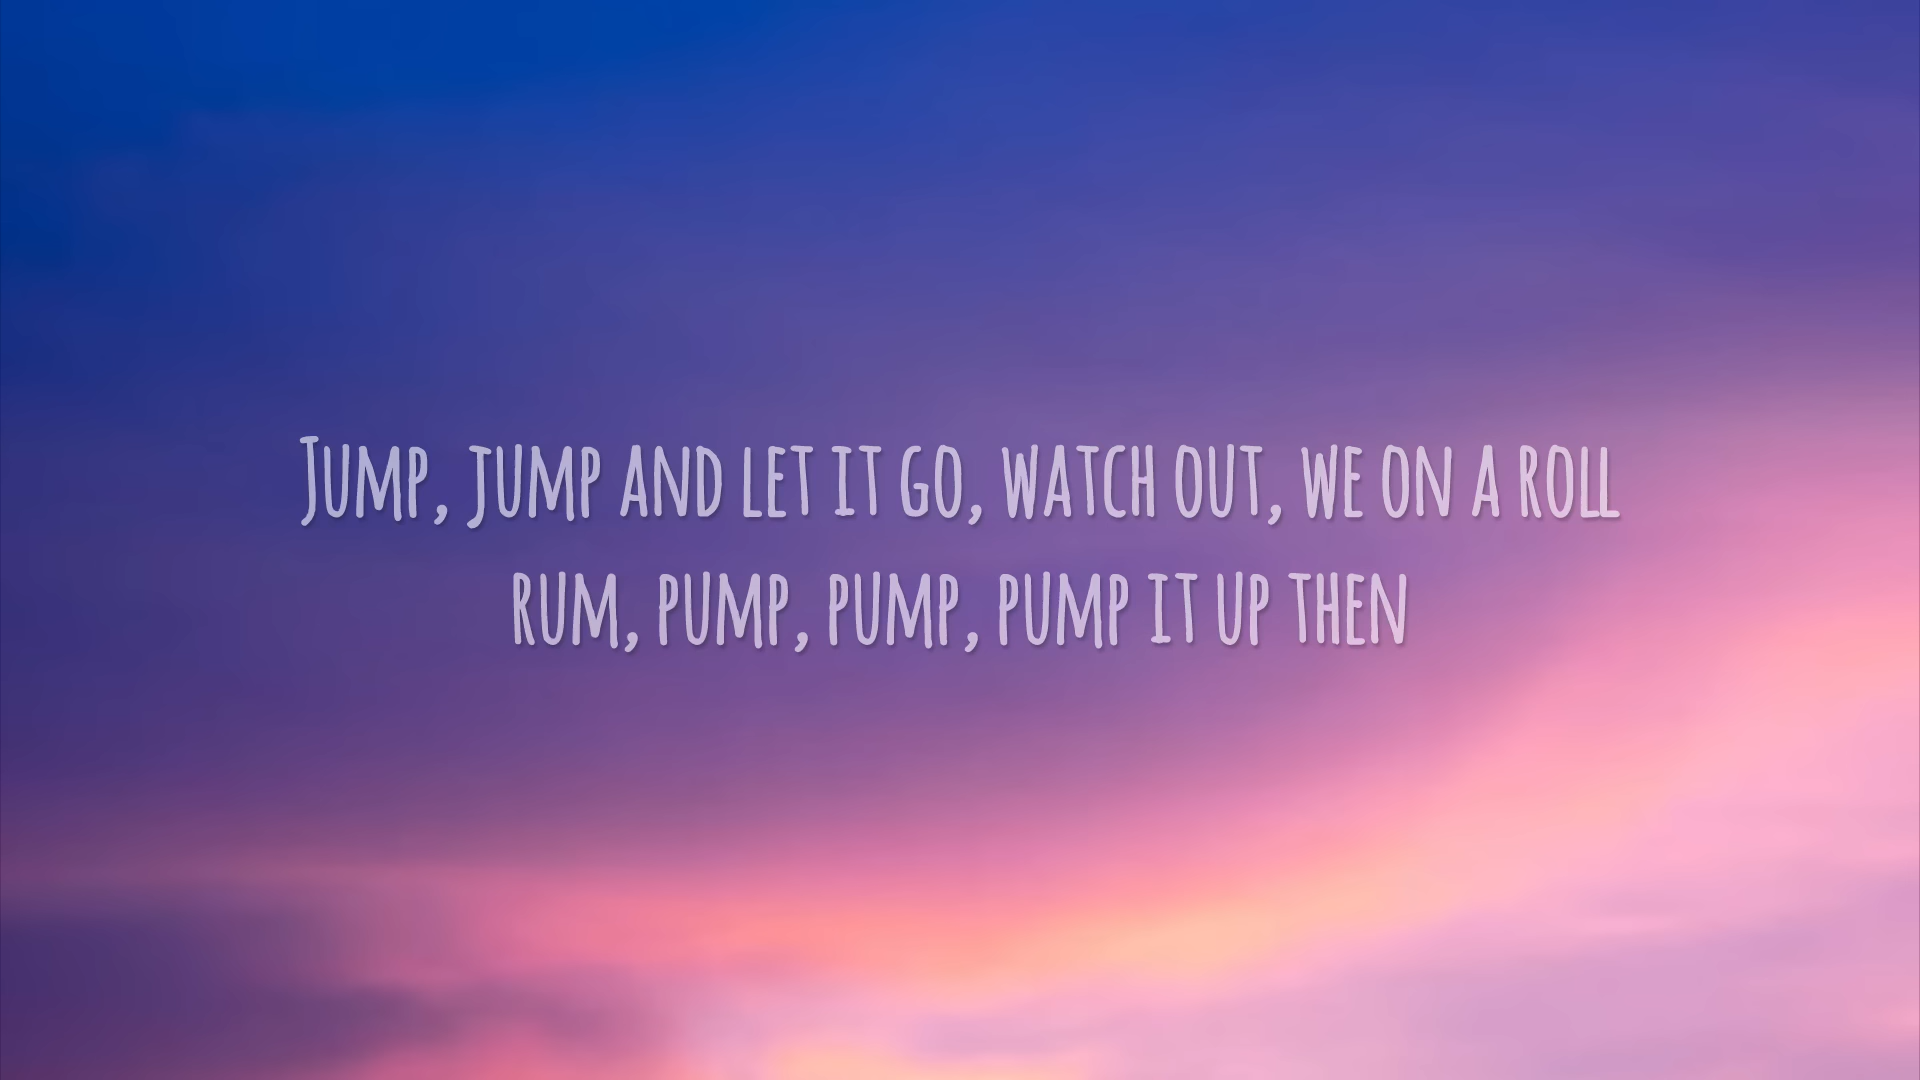 Jump, jump and let it go, watch out, we on a roll
rum, pump, pump, pump it up then